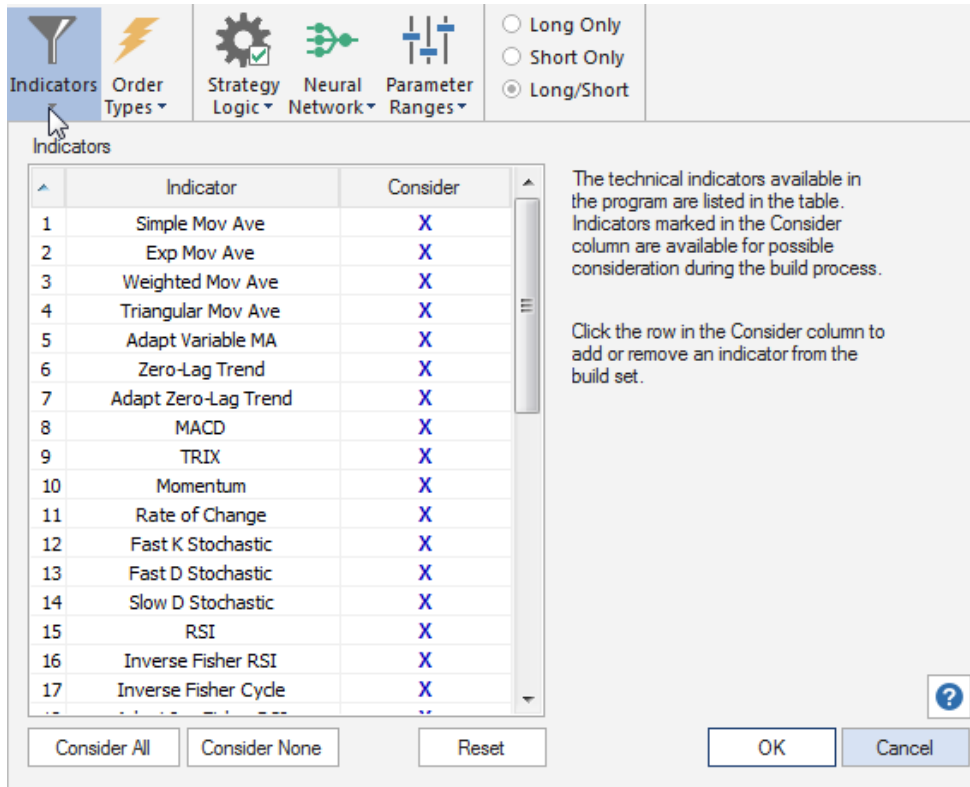 Indicators
Order
Types
Strategy
Logic
Neural
Network
Parameter
Ranges
Long Only
Short Only
Long/Short
Indicators
Indicator Consider
1 Simple Mov Ave X
2 Exp Mov Ave X
3 Weighted Mov Ave X
4 Triangular Mov Ave X
5 Adapt Variable MA X
6 Zero-Lag Trend X
7 Adapt Zero-Lag Trend X
8 MACD X
9 TRIX X
10 Momentum X
11 Rate of Change X
12 Fast K Stochastic X
13 Fast D Stochastic X
14 Slow D Stochastic X
15 RSI X
16 Inverse Fisher RSI X
17 Inverse Fisher Cycle X
The technical indicators available in
the program are listed in the table.
Indicators marked in the Consider
column are available for possible
consideration during the build process.
Click the row in the Consider column to
add or remove an indicator from the
build set.
?
Consider All
Consider None
Reset
OK
Cancel